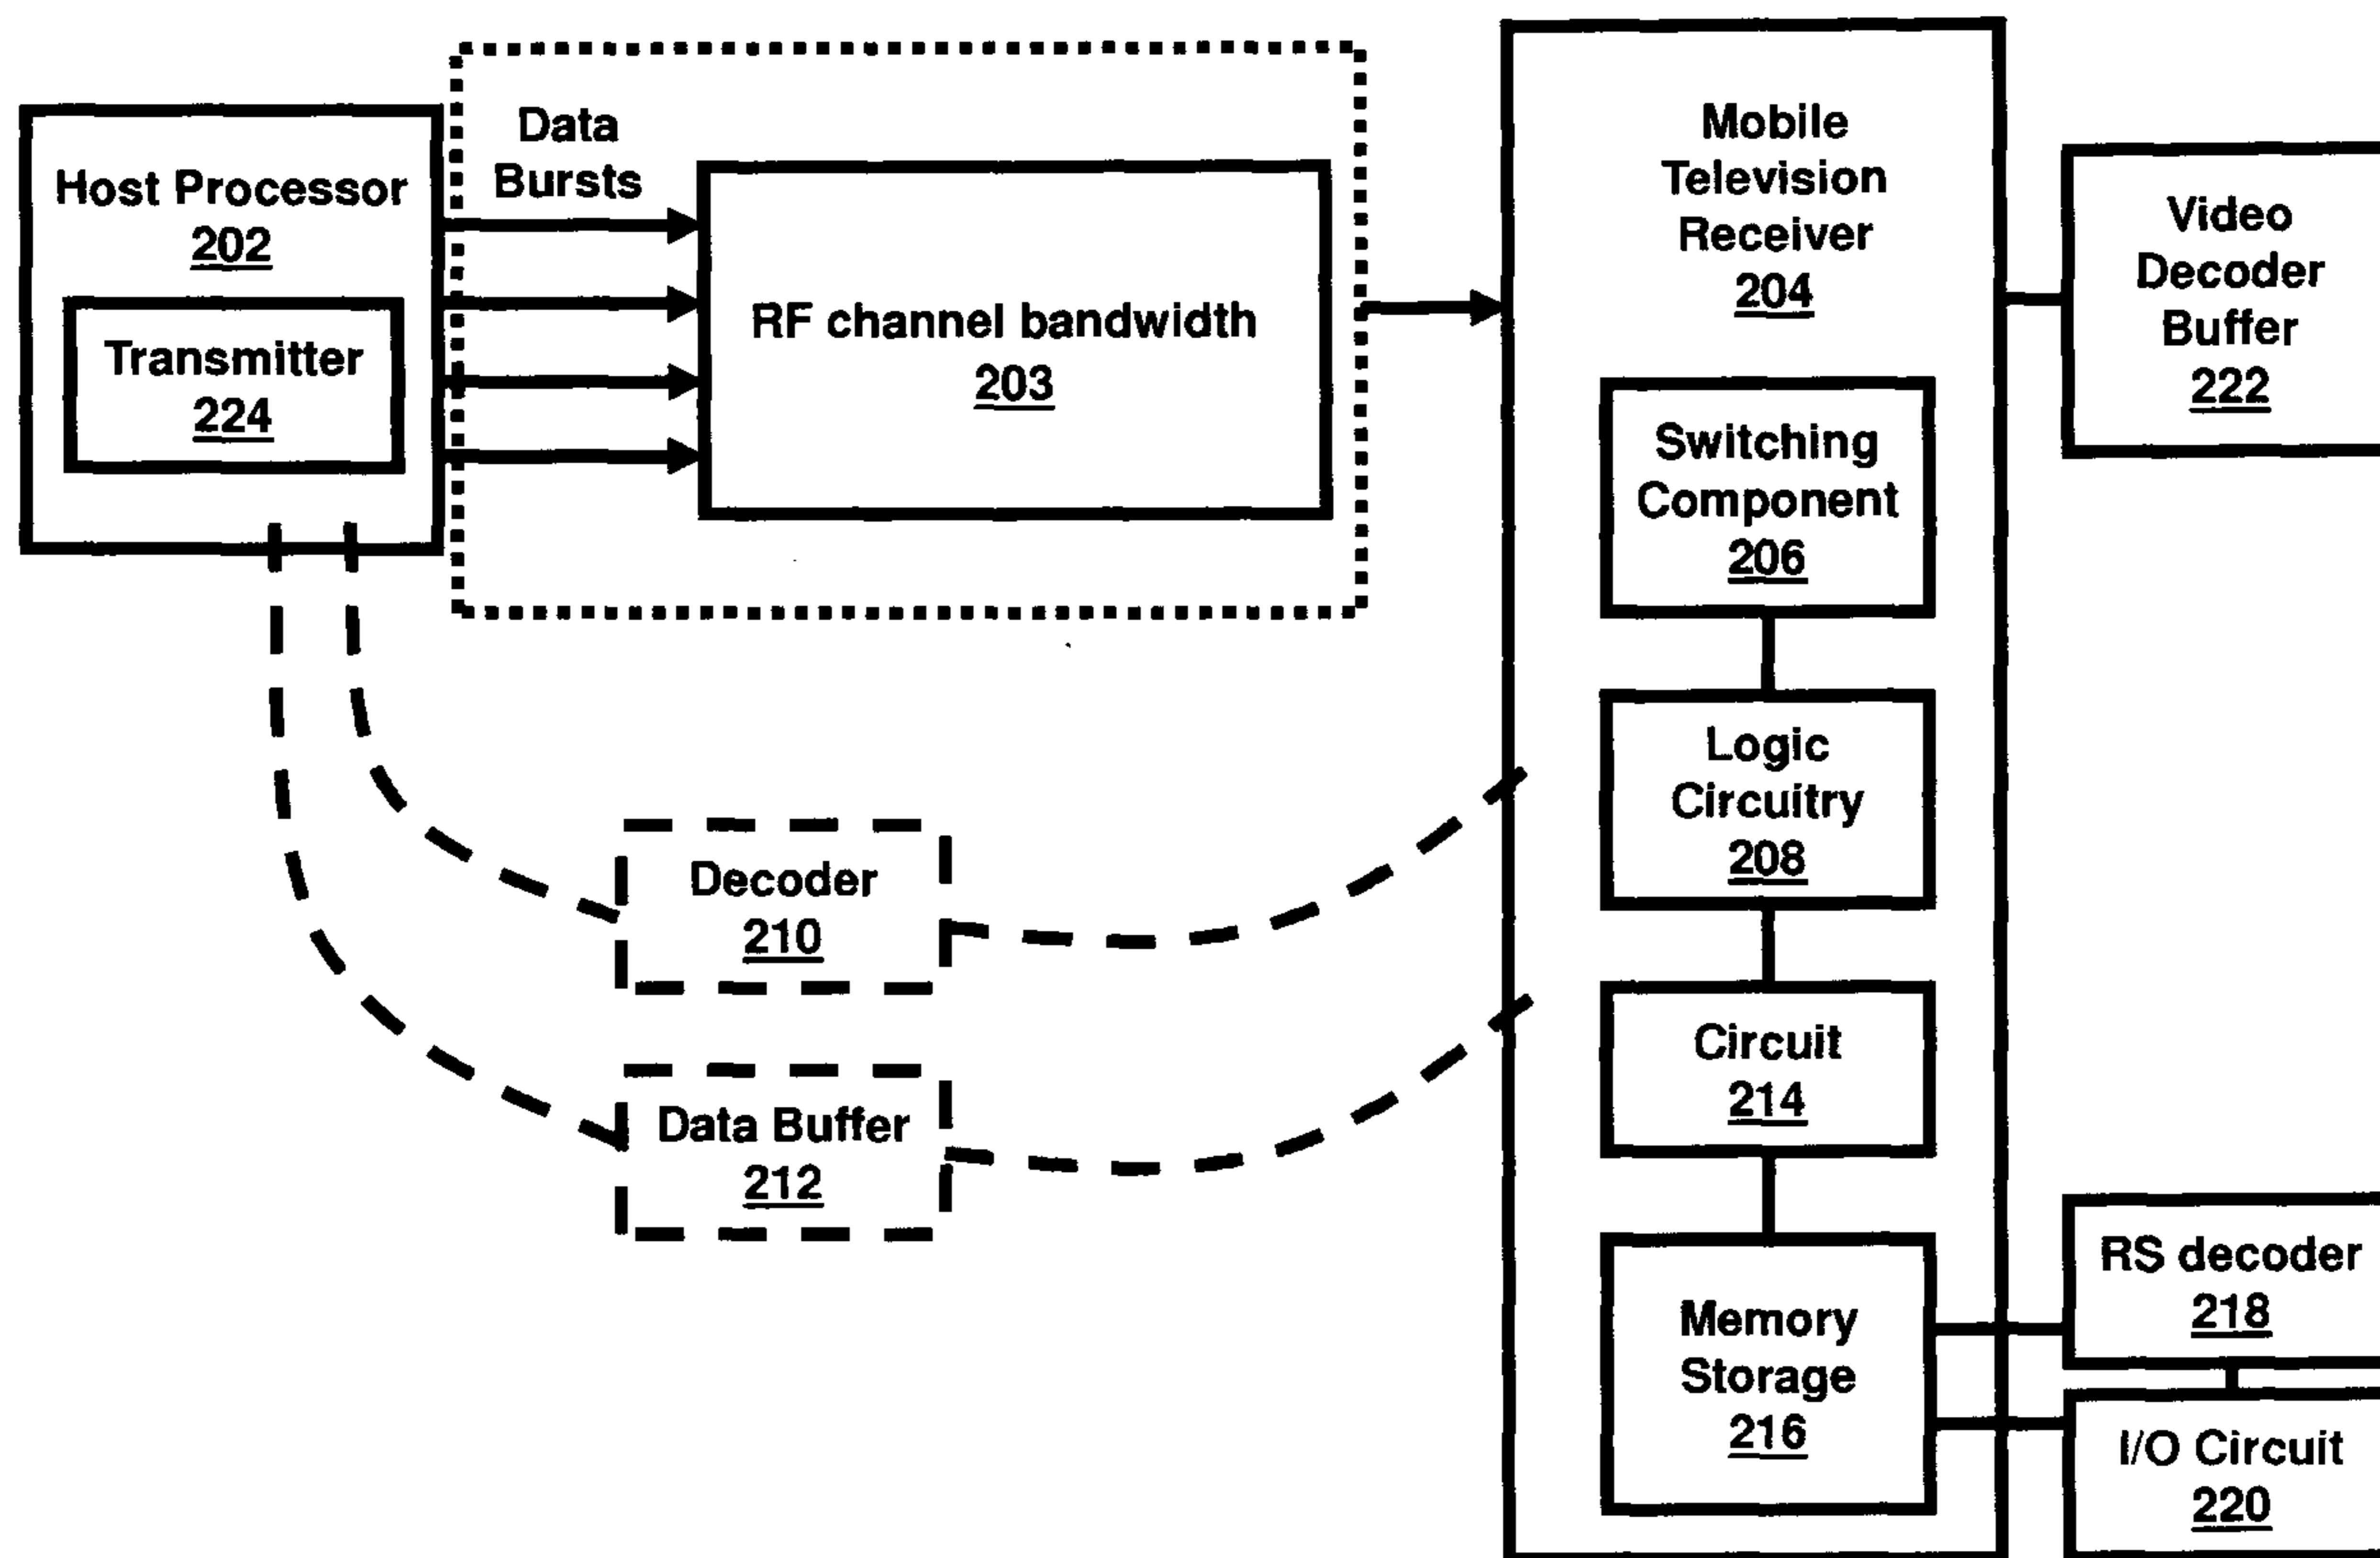 Host Processor
202
Transmitter
224
Data
Bursts
RF channel bandwidth
203
Mobile
Television
Receiver
204
Switching
Component
206
Logic
Circuitry
208
Circuit
214
Memory
Storage
216
Video
Decoder
Buffer
222
Decoder
210
Data Buffer
212
RS decoder
218
I/O Circuit
220